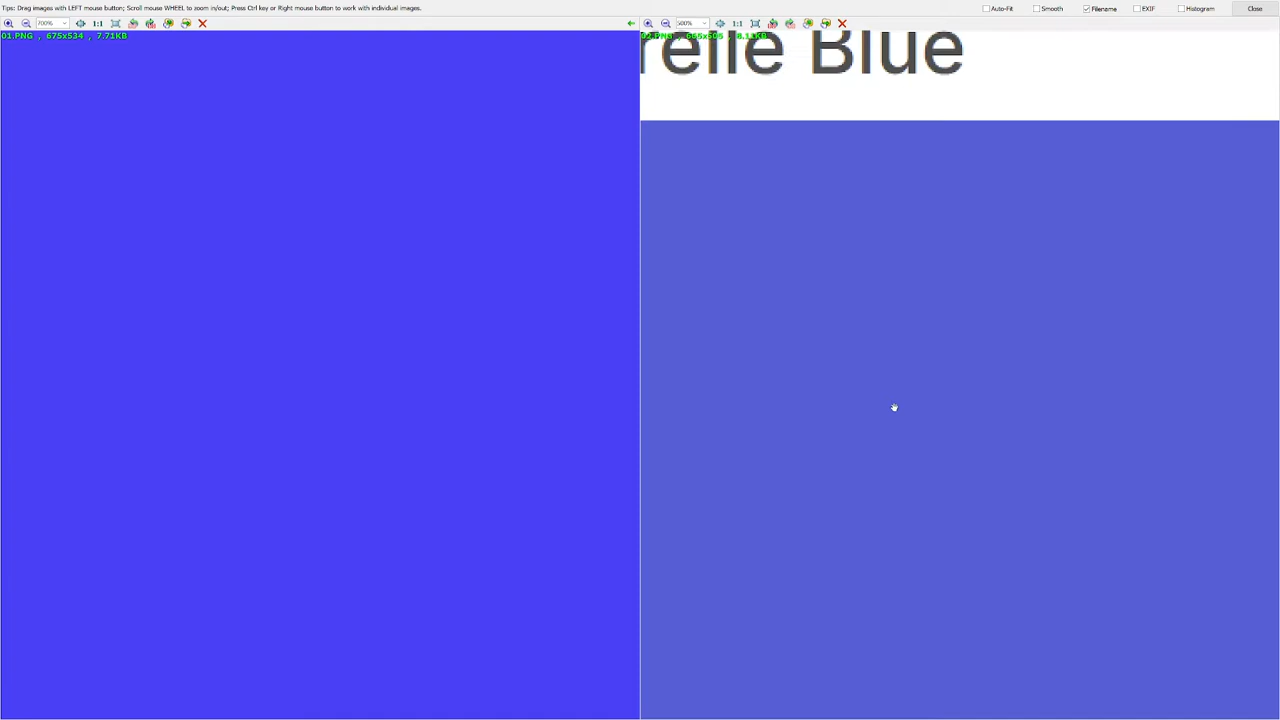 Tips: Drag images with LEFT mouse button; Scroll mouse WHEEL to zoom in/out; Press Ctrl key or Right mouse button to work with individual images.
Auto-Fit Smooth Filename EXIF Histogram Close
700% 1:1
500% 1:1
01.PNG , 675x534 , 7.71KB
relle Blue